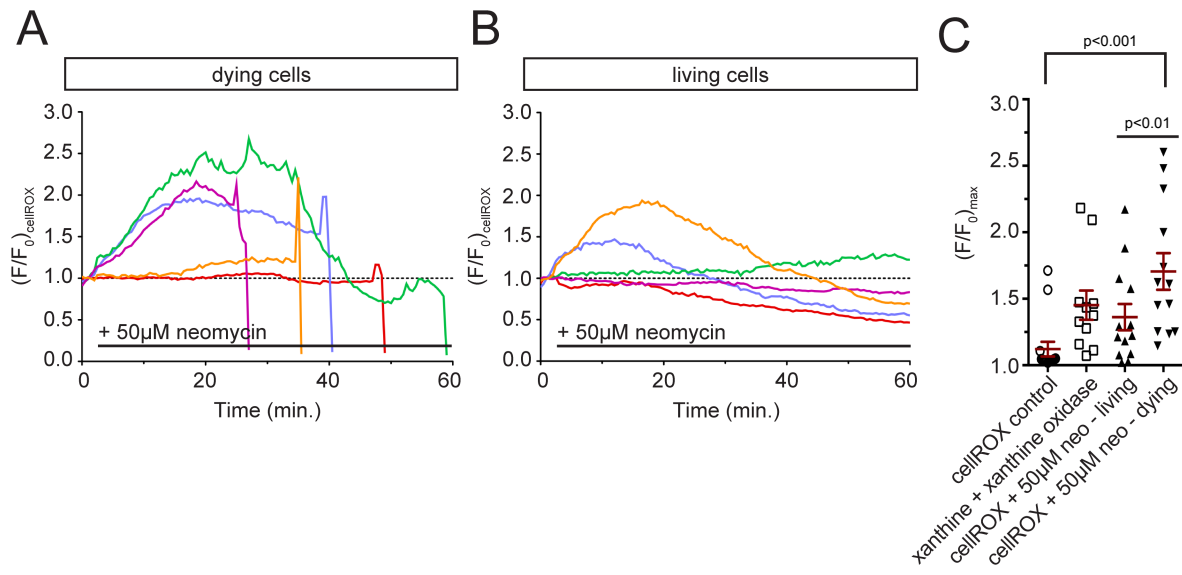 A
dying cells
(F/F0)cellROX
3.0
2.5
2.0
1.5
1.0
0.5
0.0
+ 50µM neomycin
0
20
40
60
Time (min.)
B
living cells
(F/F0)cellROX
3.0
2.5
2.0
1.5
1.0
0.5
0.0
+ 50µM neomycin
0
20
40
60
Time (min.)
C
p<0.001
p<0.01
(F/F0)max
3.0
2.5
2.0
1.5
1.0
cellROX control
xanthine + xanthine oxidase
cellROX + 50µM neo - living
cellROX + 50µM neo - dying